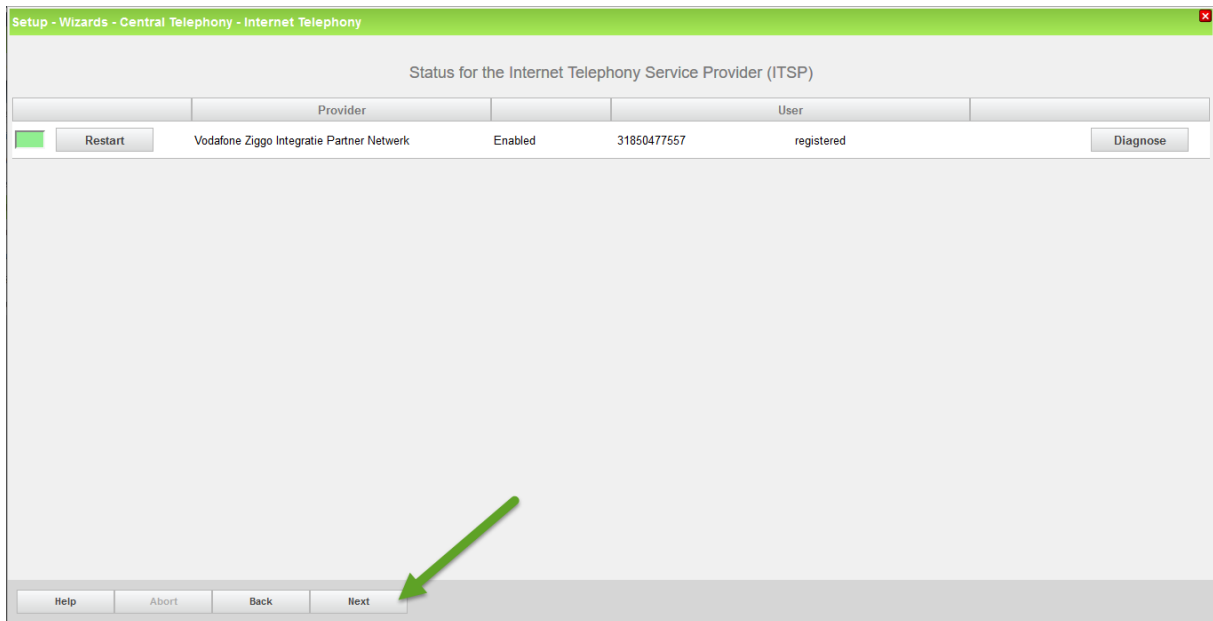 Setup - Wizards - Central Telephony - Internet Telephony
Status for the Internet Telephony Service Provider (ITSP)
Provider User
Restart Vodafone Ziggo Integratie Partner Netwerk Enabled 31850477557 registered Diagnose
Help Abort Back Next